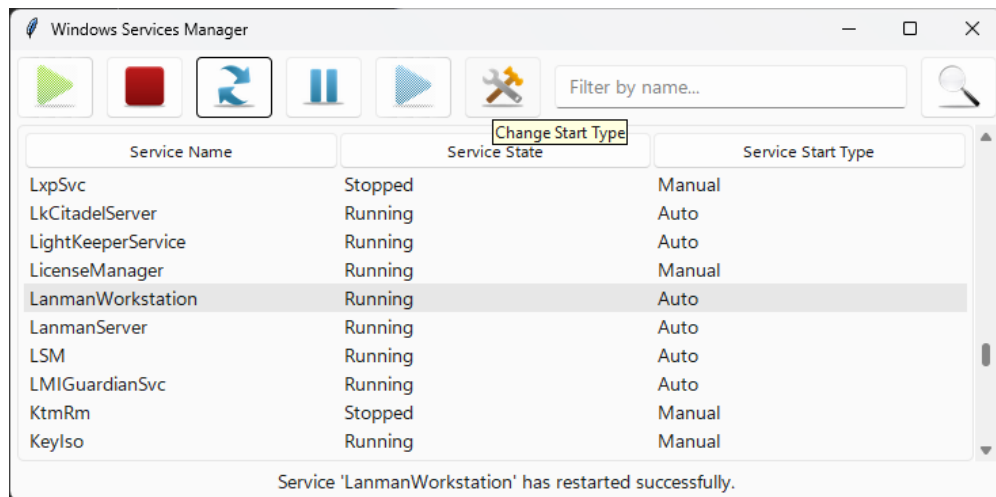 Windows Services Manager
Filter by name...
Change Start Type
Service Name Service State Service Start Type
LxpSvc Stopped Manual
LkCitadelServer Running Auto
LightKeeperService Running Auto
LicenseManager Running Manual
LanmanWorkstation Running Auto
LanmanServer Running Auto
LSM Running Auto
LMIGuardianSvc Running Auto
KtmRm Stopped Manual
KeyIso Running Manual
Service 'LanmanWorkstation' has restarted successfully.